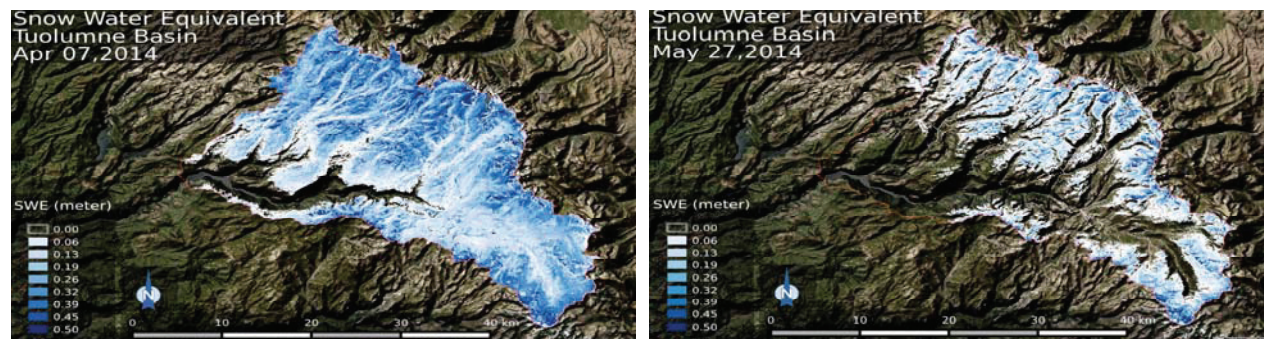 Snow Water Equivalent
Tuolumne Basin
Apr 07,2014
SWE (meter)
0.00
0.06
0.13
0.19
0.26
0.32
0.39
0.45
0.50
N
0 10 20 30 40 km
Snow Water Equivalent
Tuolumne Basin
May 27,2014
SWE (meter)
0.00
0.06
0.13
0.19
0.26
0.32
0.39
0.45
0.50
N
0 10 20 30 40 km